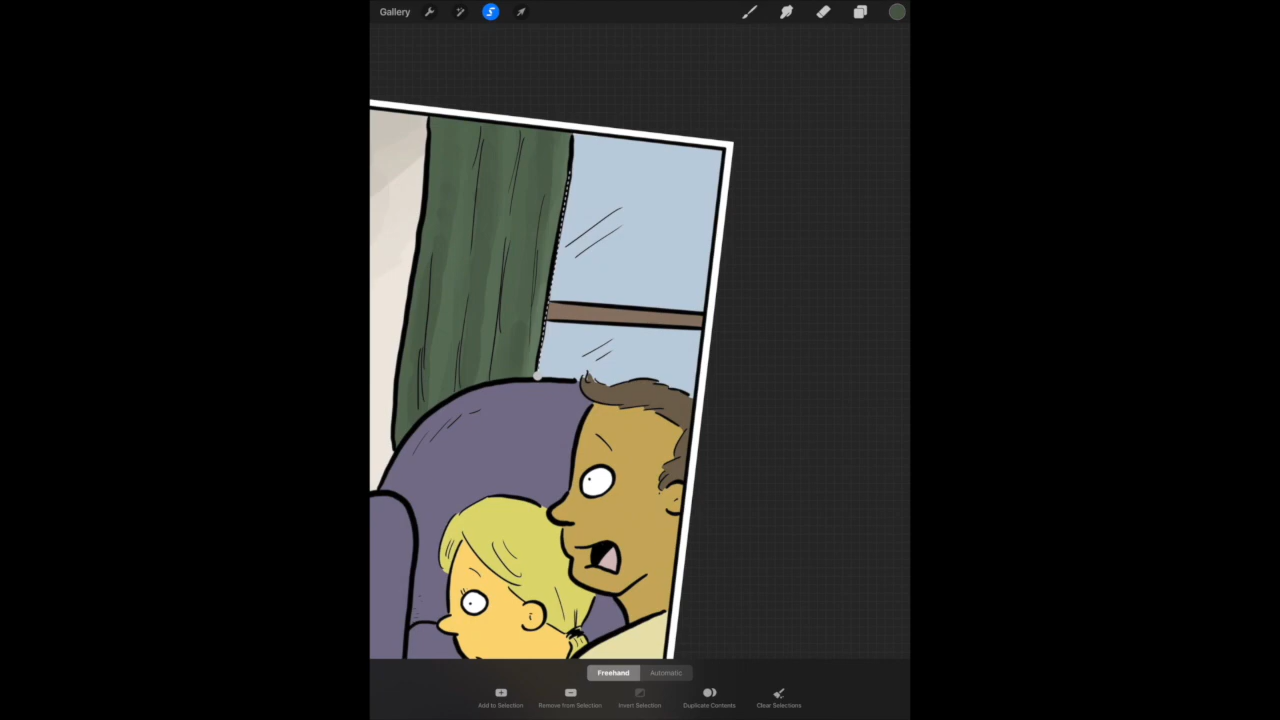 Gallery
Freehand Automatic
Add to Selection Remove from Selection Invert Selection Duplicate Contents Clear Selections